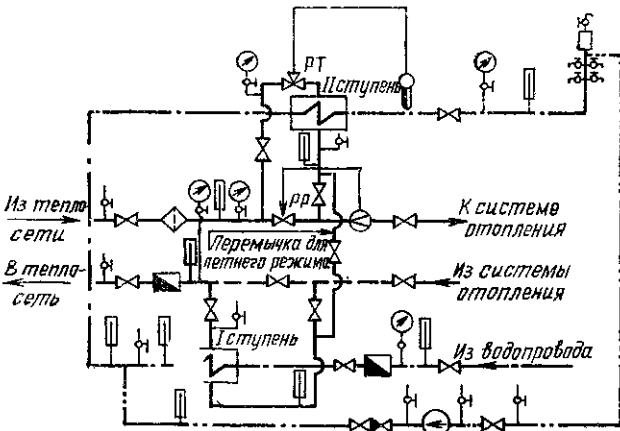 РТ
II ступень
Из тепло-
сети
РР
К системе
отопления
Перемычка для
летнего режима
В тепло-
сеть
Из системы
отопления
I ступень
Из водопровода